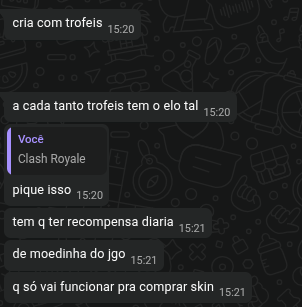 cria com trofeis
15:20
a cada tanto trofeis tem o elo tal
15:20
Você
Clash Royale
pique isso
15:20
tem q ter recompensa diaria
15:21
de moedinha do jgo
15:21
q só vai funcionar pra comprar skin
15:21